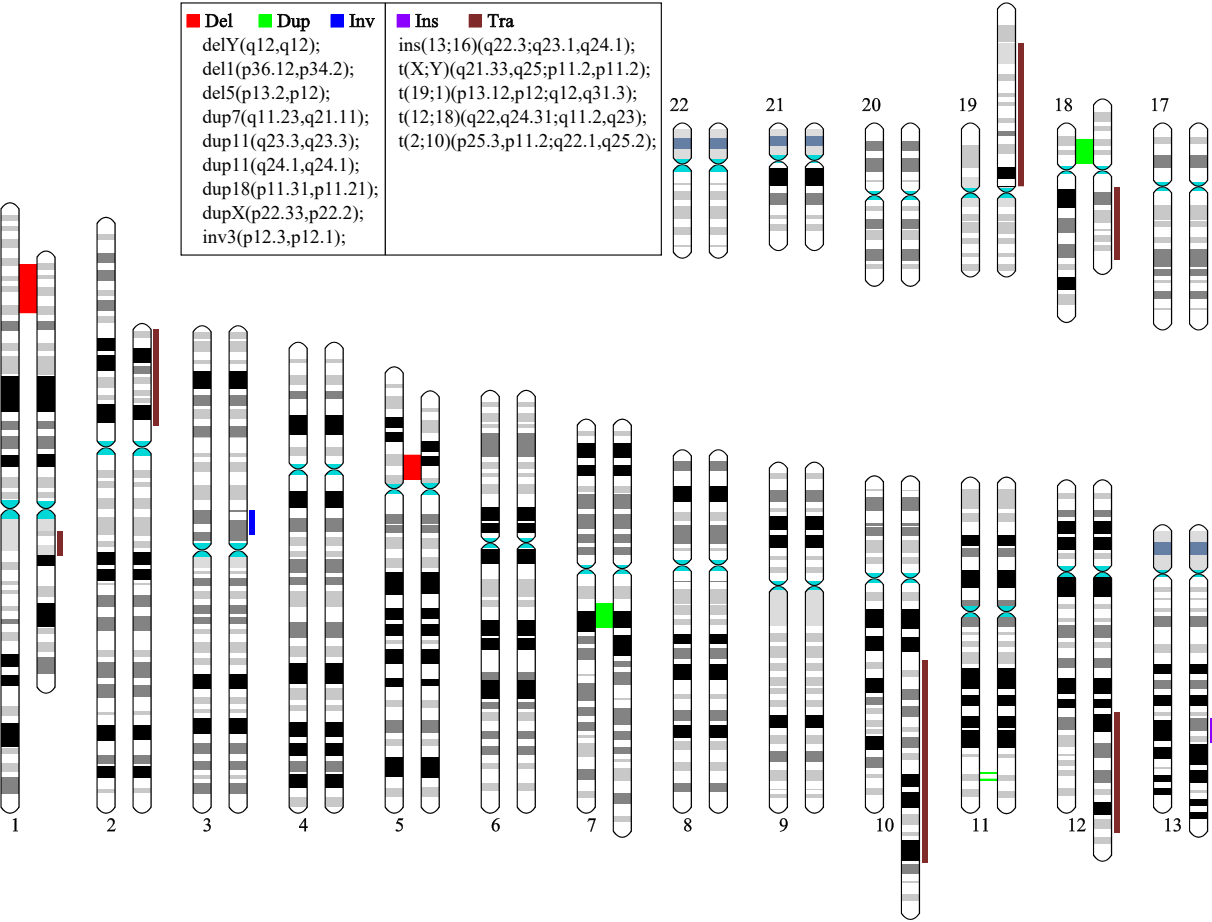 Del Dup Inv Ins Tra
delY(q12,q12);
del1(p36.12,p34.2);
del5(p13.2,p12);
dup7(q11.23,q21.11);
dup11(q23.3,q23.3);
dup11(q24.1,q24.1);
dup18(p11.31,p11.21);
dupX(p22.33,p22.2);
inv3(p12.3,p12.1);
ins(13;16)(q22.3;q23.1,q24.1);
t(X;Y)(q21.33,q25;p11.2,p11.2);
t(19;1)(p13.12,p12;q12,q31.3);
t(12;18)(q22,q24.31;q11.2,q23);
t(2;10)(p25.3,p11.2;q22.1,q25.2);
22 21 20 19 18 17
1 2 3 4 5 6 7 8 9 10 11 12 13